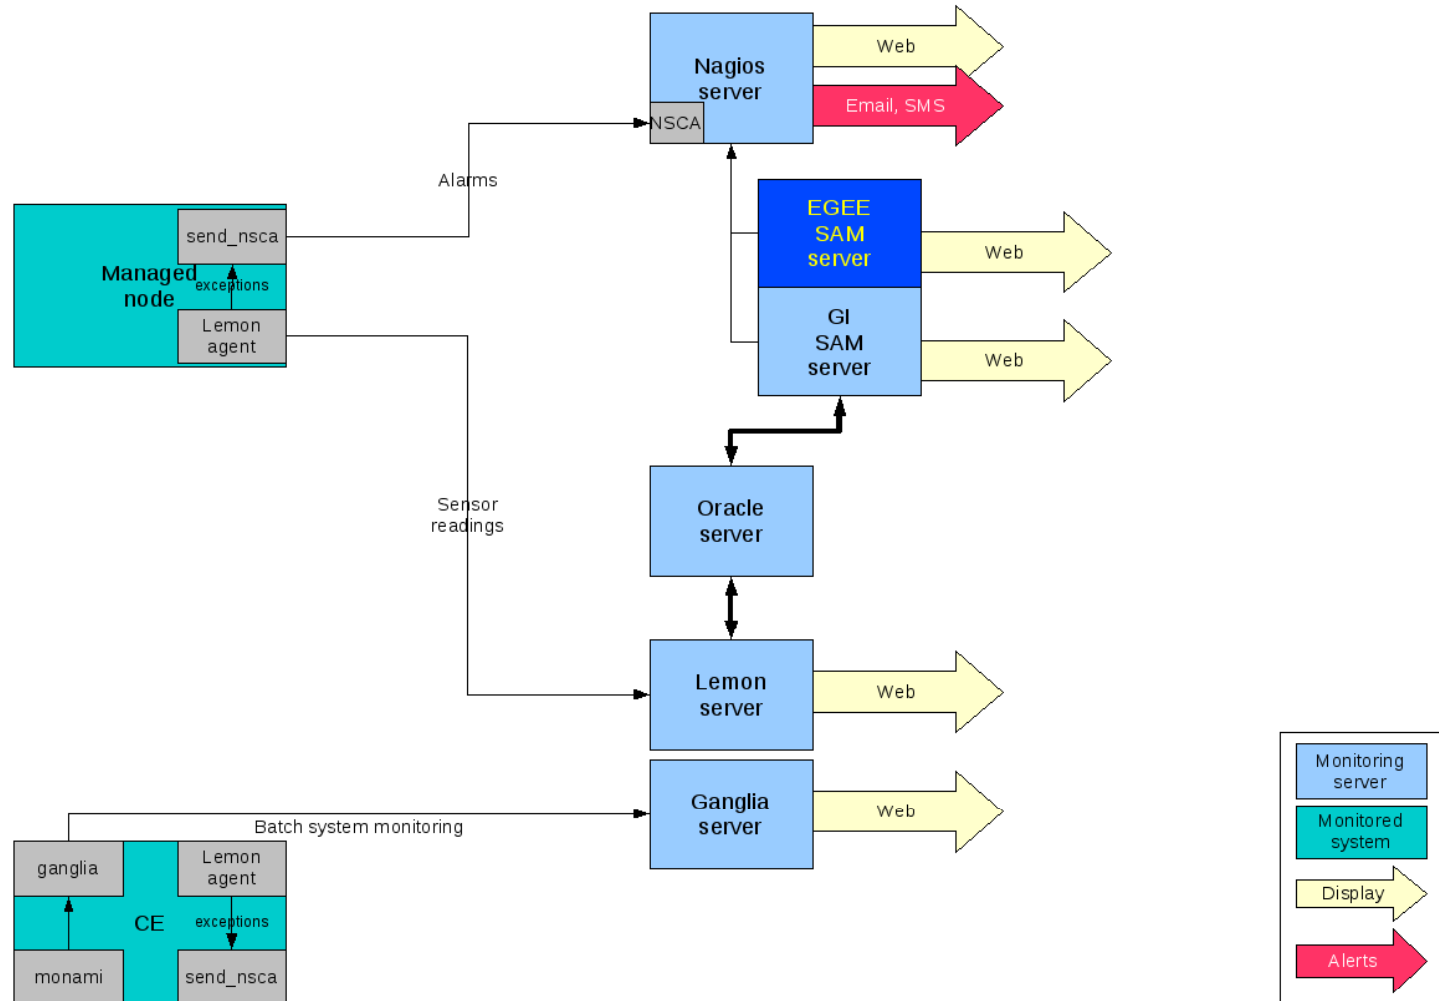 Nagios
server
NSCA
Web
Email, SMS
Alarms
EGEE
SAM
server
Web
GI
SAM
server
Web
Managed
node
send_nsca
exceptions
Lemon
agent
Sensor
readings
Oracle
server
Lemon
server
Web
Ganglia
server
Web
Batch system monitoring
ganglia
Lemon
agent
CE
exceptions
monami
send_nsca
Monitoring
server
Monitored
system
Display
Alerts